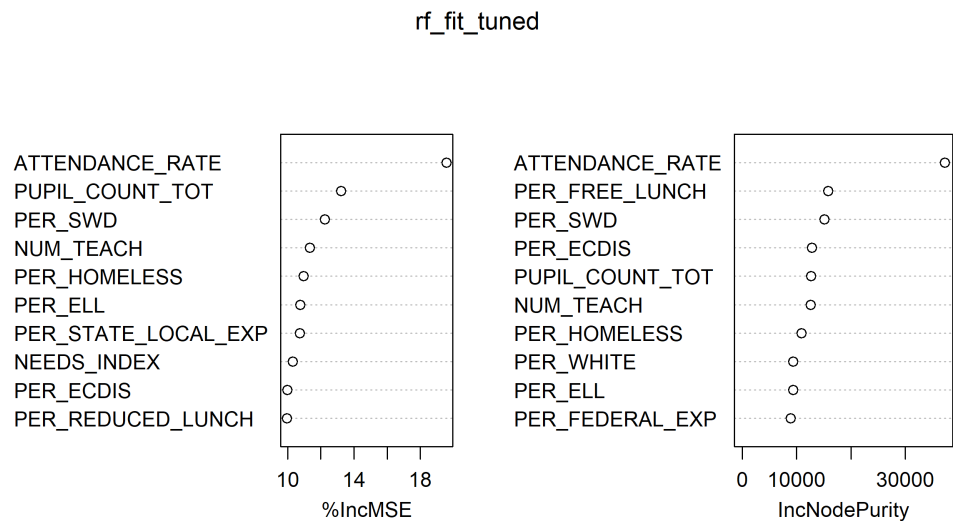 rf_fit_tuned
ATTENDANCE_RATE
PUPIL_COUNT_TOT
PER_SWD
NUM_TEACH
PER_HOMELESS
PER_ELL
PER_STATE_LOCAL_EXP
NEEDS_INDEX
PER_ECDIS
PER_REDUCED_LUNCH
10 14 18
%IncMSE
ATTENDANCE_RATE
PER_FREE_LUNCH
PER_SWD
PER_ECDIS
PUPIL_COUNT_TOT
NUM_TEACH
PER_HOMELESS
PER_WHITE
PER_ELL
PER_FEDERAL_EXP
0 10000 30000
IncNodePurity